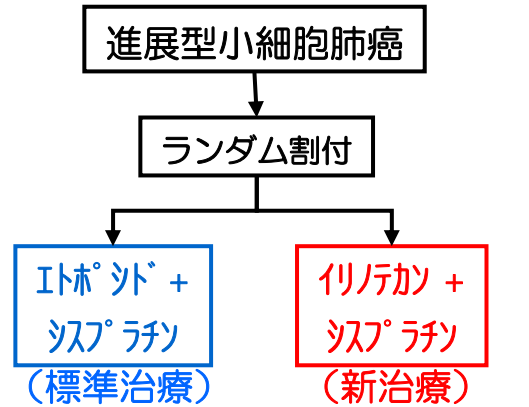 進展型小細胞肺癌
ランダム割付
ｴﾄﾎﾟｼﾄﾞ+
ｼｽﾌﾟﾗﾁﾝ
（標準治療）
ｲﾘﾉﾃｶﾝ+
ｼｽﾌﾟﾗﾁﾝ
（新治療）